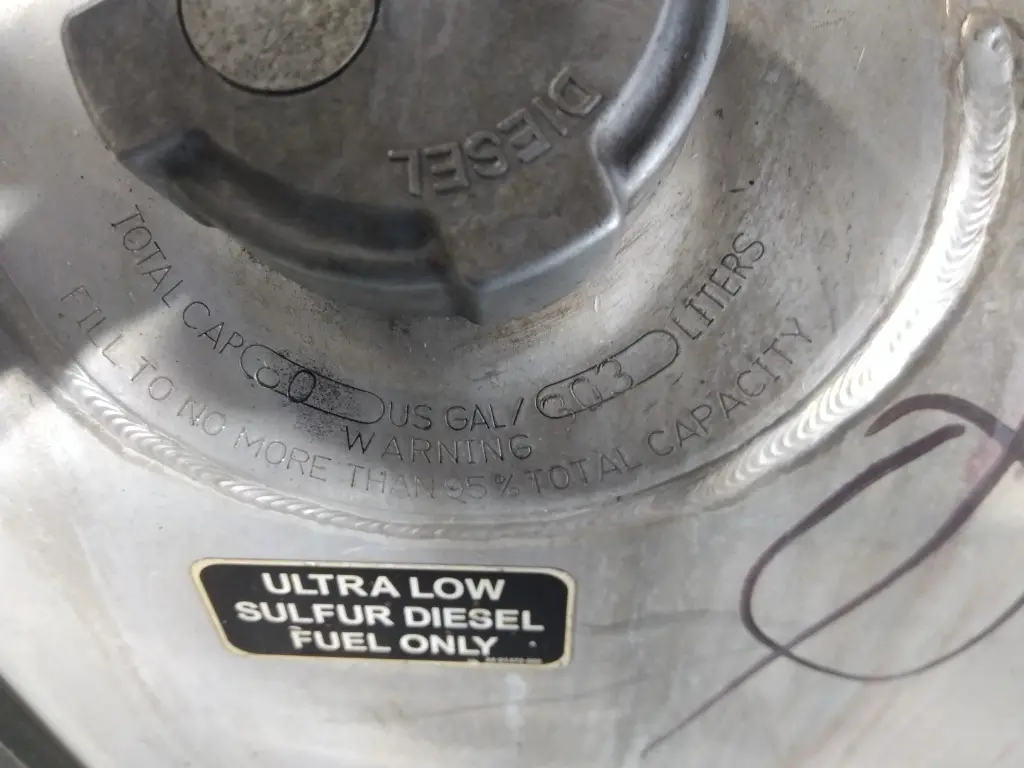 DIESEL
TOTAL CAP 80 US GAL/ 303 LITERS
WARNING
FILL TO NO MORE THAN 95% TOTAL CAPACITY
ULTRA LOW
SULFUR DIESEL
FUEL ONLY